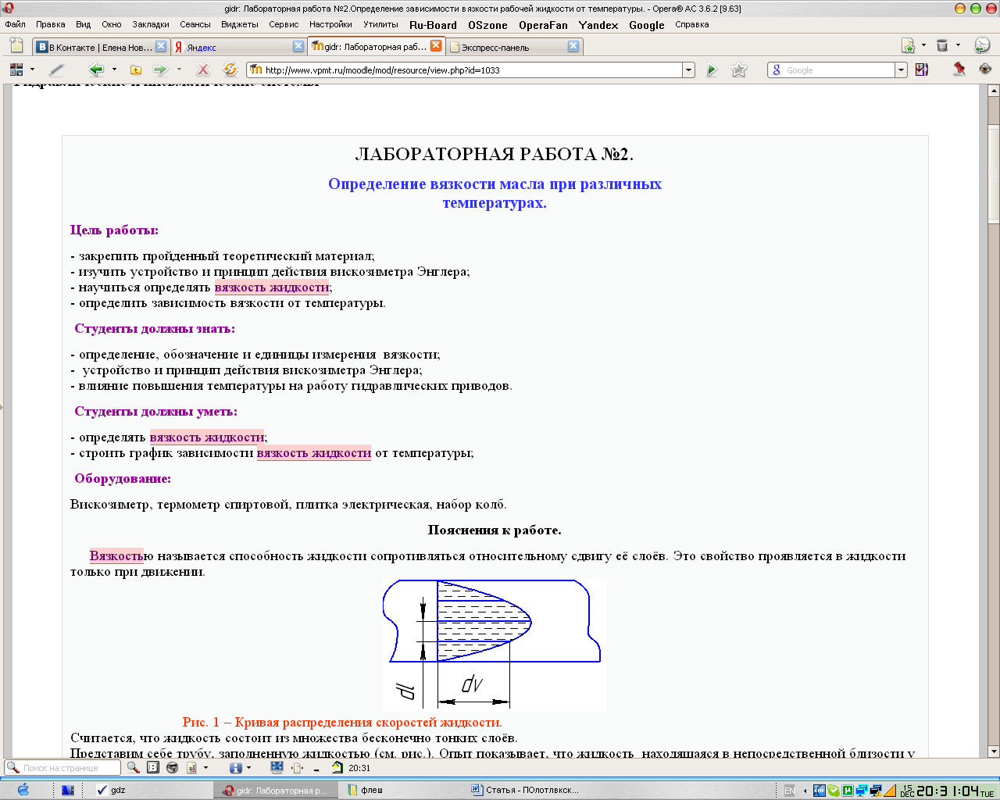 gidr: Лабораторная работа №2.Определение зависимости вязкости рабочей жидкости от температуры. - Opera® AC 3.6.2 [9.63]
Файл Правка Вид Окно Закладки Сеансы Виджеты Сервис Настройки Утилиты Ru-Board OSzone OperaFan Yandex Google Справка
В Контакте | Елена Нов... Яндекс gidr: Лабораторная раб... Экспресс-панель
http://www.vpmt.ru/moodle/mod/resource/view.php?id=1033 Google
ЛАБОРАТОРНАЯ РАБОТА №2.
Определение вязкости масла при различных
температурах.
Цель работы:
- закрепить пройденный теоретический материал;
- изучить устройство и принцип действия вискозиметра Энглера;
- научиться определять вязкость жидкости;
- определить зависимость вязкости от температуры.
Студенты должны знать:
- определение, обозначение и единицы измерения вязкости;
- устройство и принцип действия вискозиметра Энглера;
- влияние повышения температуры на работу гидравлических приводов.
Студенты должны уметь:
- определять вязкость жидкости;
- строить график зависимости вязкость жидкости от температуры;
Оборудование:
Вискозиметр, термометр спиртовой, плитка электрическая, набор колб.
Пояснения к работе.
Вязкостью называется способность жидкости сопротивляться относительному сдвигу её слоёв. Это свойство проявляется в жидкости
только при движении.
dl
dv
Рис. 1 – Кривая распределения скоростей жидкости.
Считается, что жидкость состоит из множества бесконечно тонких слоёв.
Представим себе трубу, заполненную жидкостью (см. рис.). Опыт показывает, что жидкость находящаяся в непосредственной близости у
Поиск на странице 20:31
gdz gidr: Лабораторная р... флеш Статья - ПОлотлвкск... EN 15 DEC 20:31:04 TUE